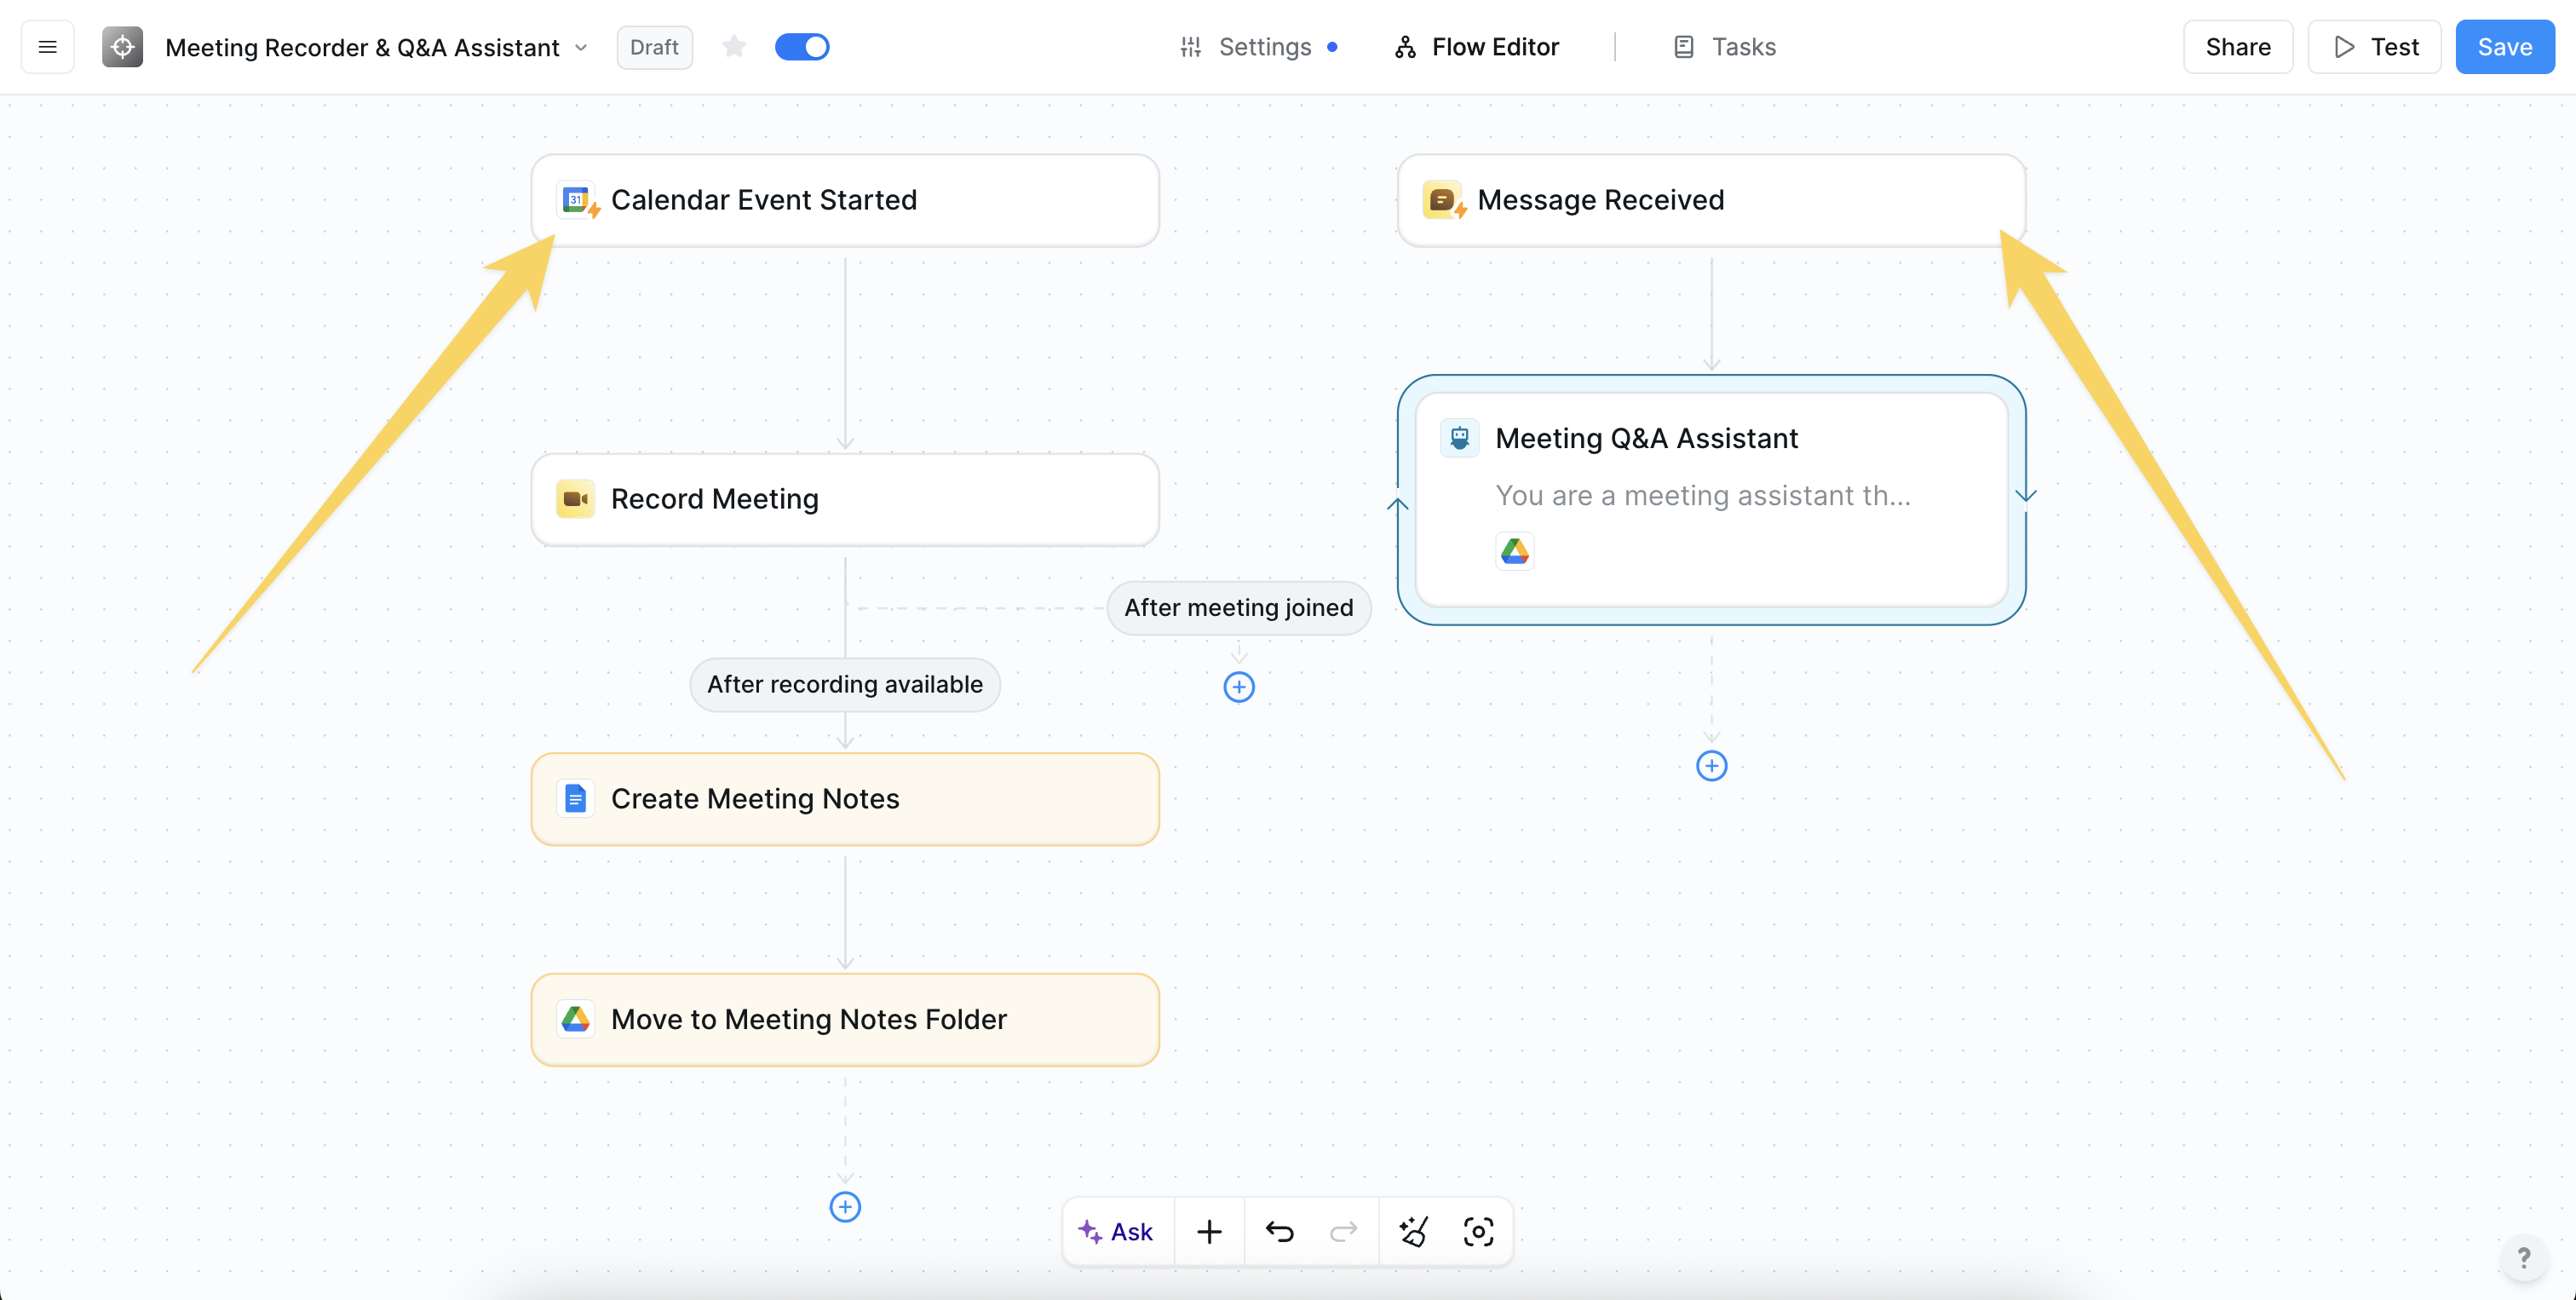 Meeting Recorder & Q&A Assistant
Draft
Settings
Flow Editor
Tasks
Share
Test
Save
31
Calendar Event Started
Message Received
Meeting Q&A Assistant
You are a meeting assistant th...
Record Meeting
After meeting joined
After recording available
Create Meeting Notes
Move to Meeting Notes Folder
Ask
?